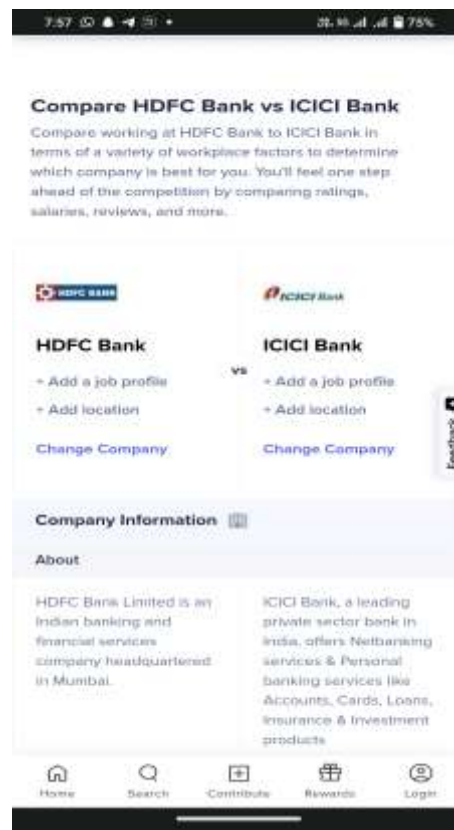 7:57
75%
Compare HDFC Bank vs ICICI Bank
Compare working at HDFC Bank to ICICI Bank in
terms of a variety of workplace factors to determine
which company is best for you. You'll feel one step
ahead of the competition by comparing ratings,
salaries, reviews, and more.
HDFC BANK
ICICI Bank
HDFC Bank
ICICI Bank
vs
+ Add a job profile
+ Add a job profile
+ Add location
+ Add location
Change Company
Change Company
Feedback
Company Information
About
HDFC Bank Limited is an
Indian banking and
financial services
company headquartered
in Mumbai.
ICICI Bank, a leading
private sector bank in
India, offers Netbanking
services & Personal
banking services like
Accounts, Cards, Loans,
Insurance & Investment
products
Home
Search
Contribute
Rewards
Login